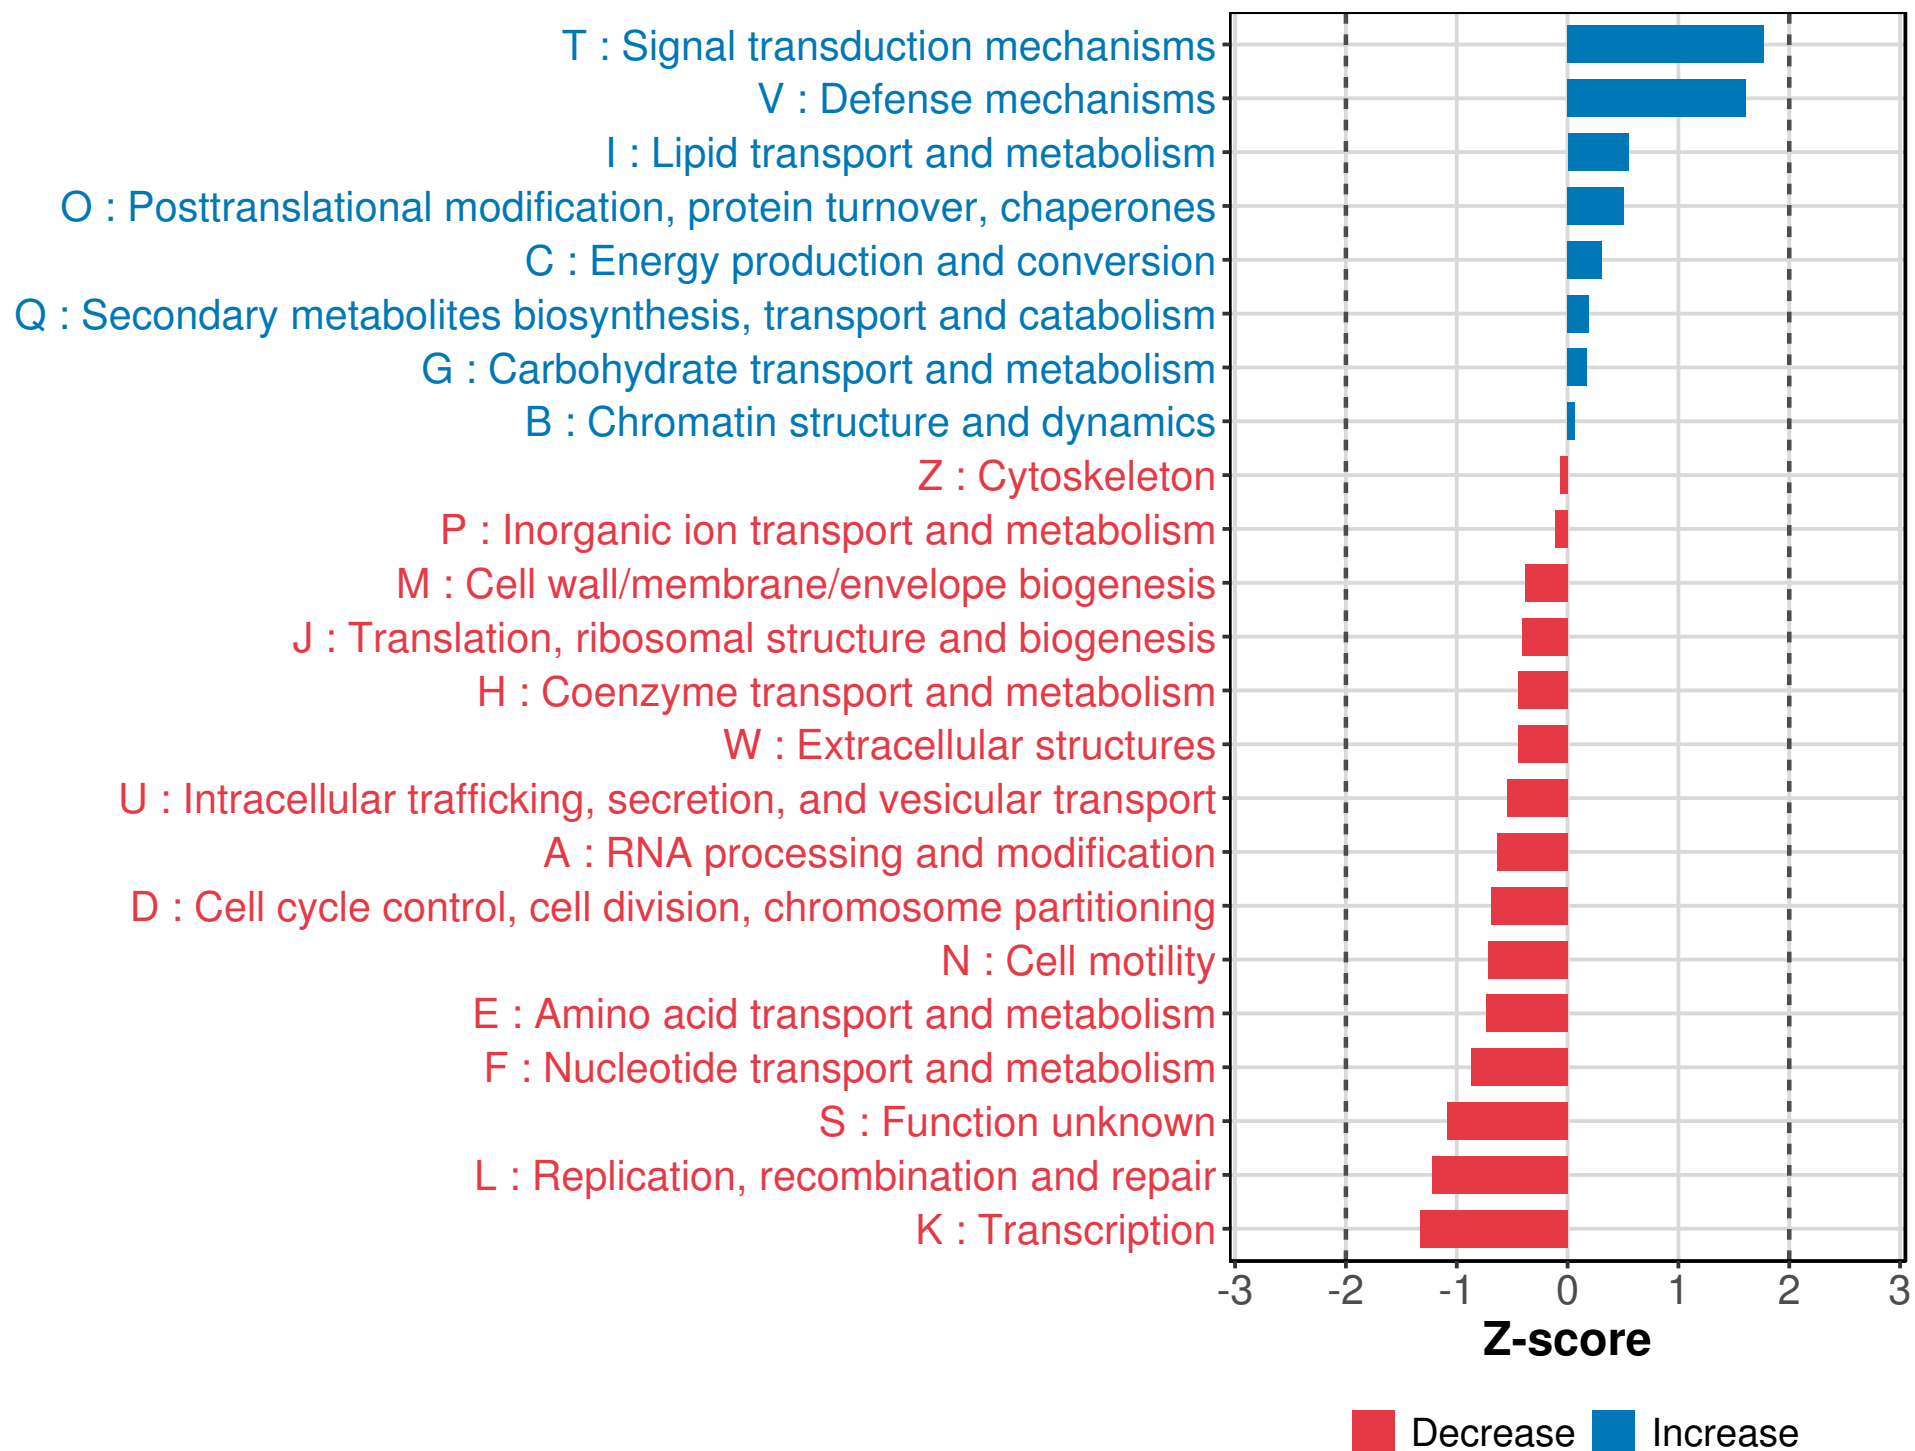 T : Signal transduction mechanisms
V : Defense mechanisms
I : Lipid transport and metabolism
O : Posttranslational modification, protein turnover, chaperones
C : Energy production and conversion
Q : Secondary metabolites biosynthesis, transport and catabolism
G : Carbohydrate transport and metabolism
B : Chromatin structure and dynamics
Z : Cytoskeleton
P : Inorganic ion transport and metabolism
M : Cell wall/membrane/envelope biogenesis
J : Translation, ribosomal structure and biogenesis
H : Coenzyme transport and metabolism
W : Extracellular structures
U : Intracellular trafficking, secretion, and vesicular transport
A : RNA processing and modification
D : Cell cycle control, cell division, chromosome partitioning
N : Cell motility
E : Amino acid transport and metabolism
F : Nucleotide transport and metabolism
S : Function unknown
L : Replication, recombination and repair
K : Transcription
-3 -2 -1 0 1 2 3
Z-score
Decrease Increase